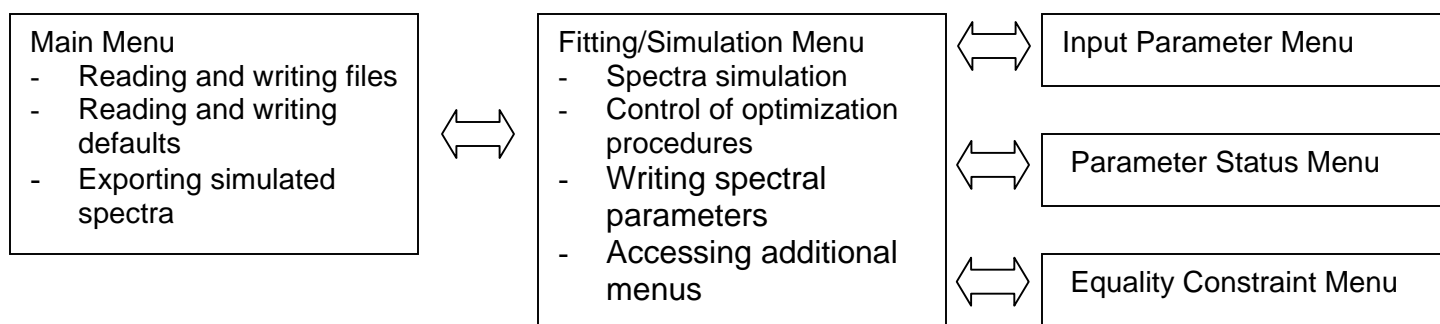 Main Menu
- Reading and writing files
- Reading and writing
defaults
- Exporting simulated
spectra
Fitting/Simulation Menu
- Spectra simulation
- Control of optimization
procedures
- Writing spectral
parameters
- Accessing additional
menus
Input Parameter Menu
Parameter Status Menu
Equality Constraint Menu